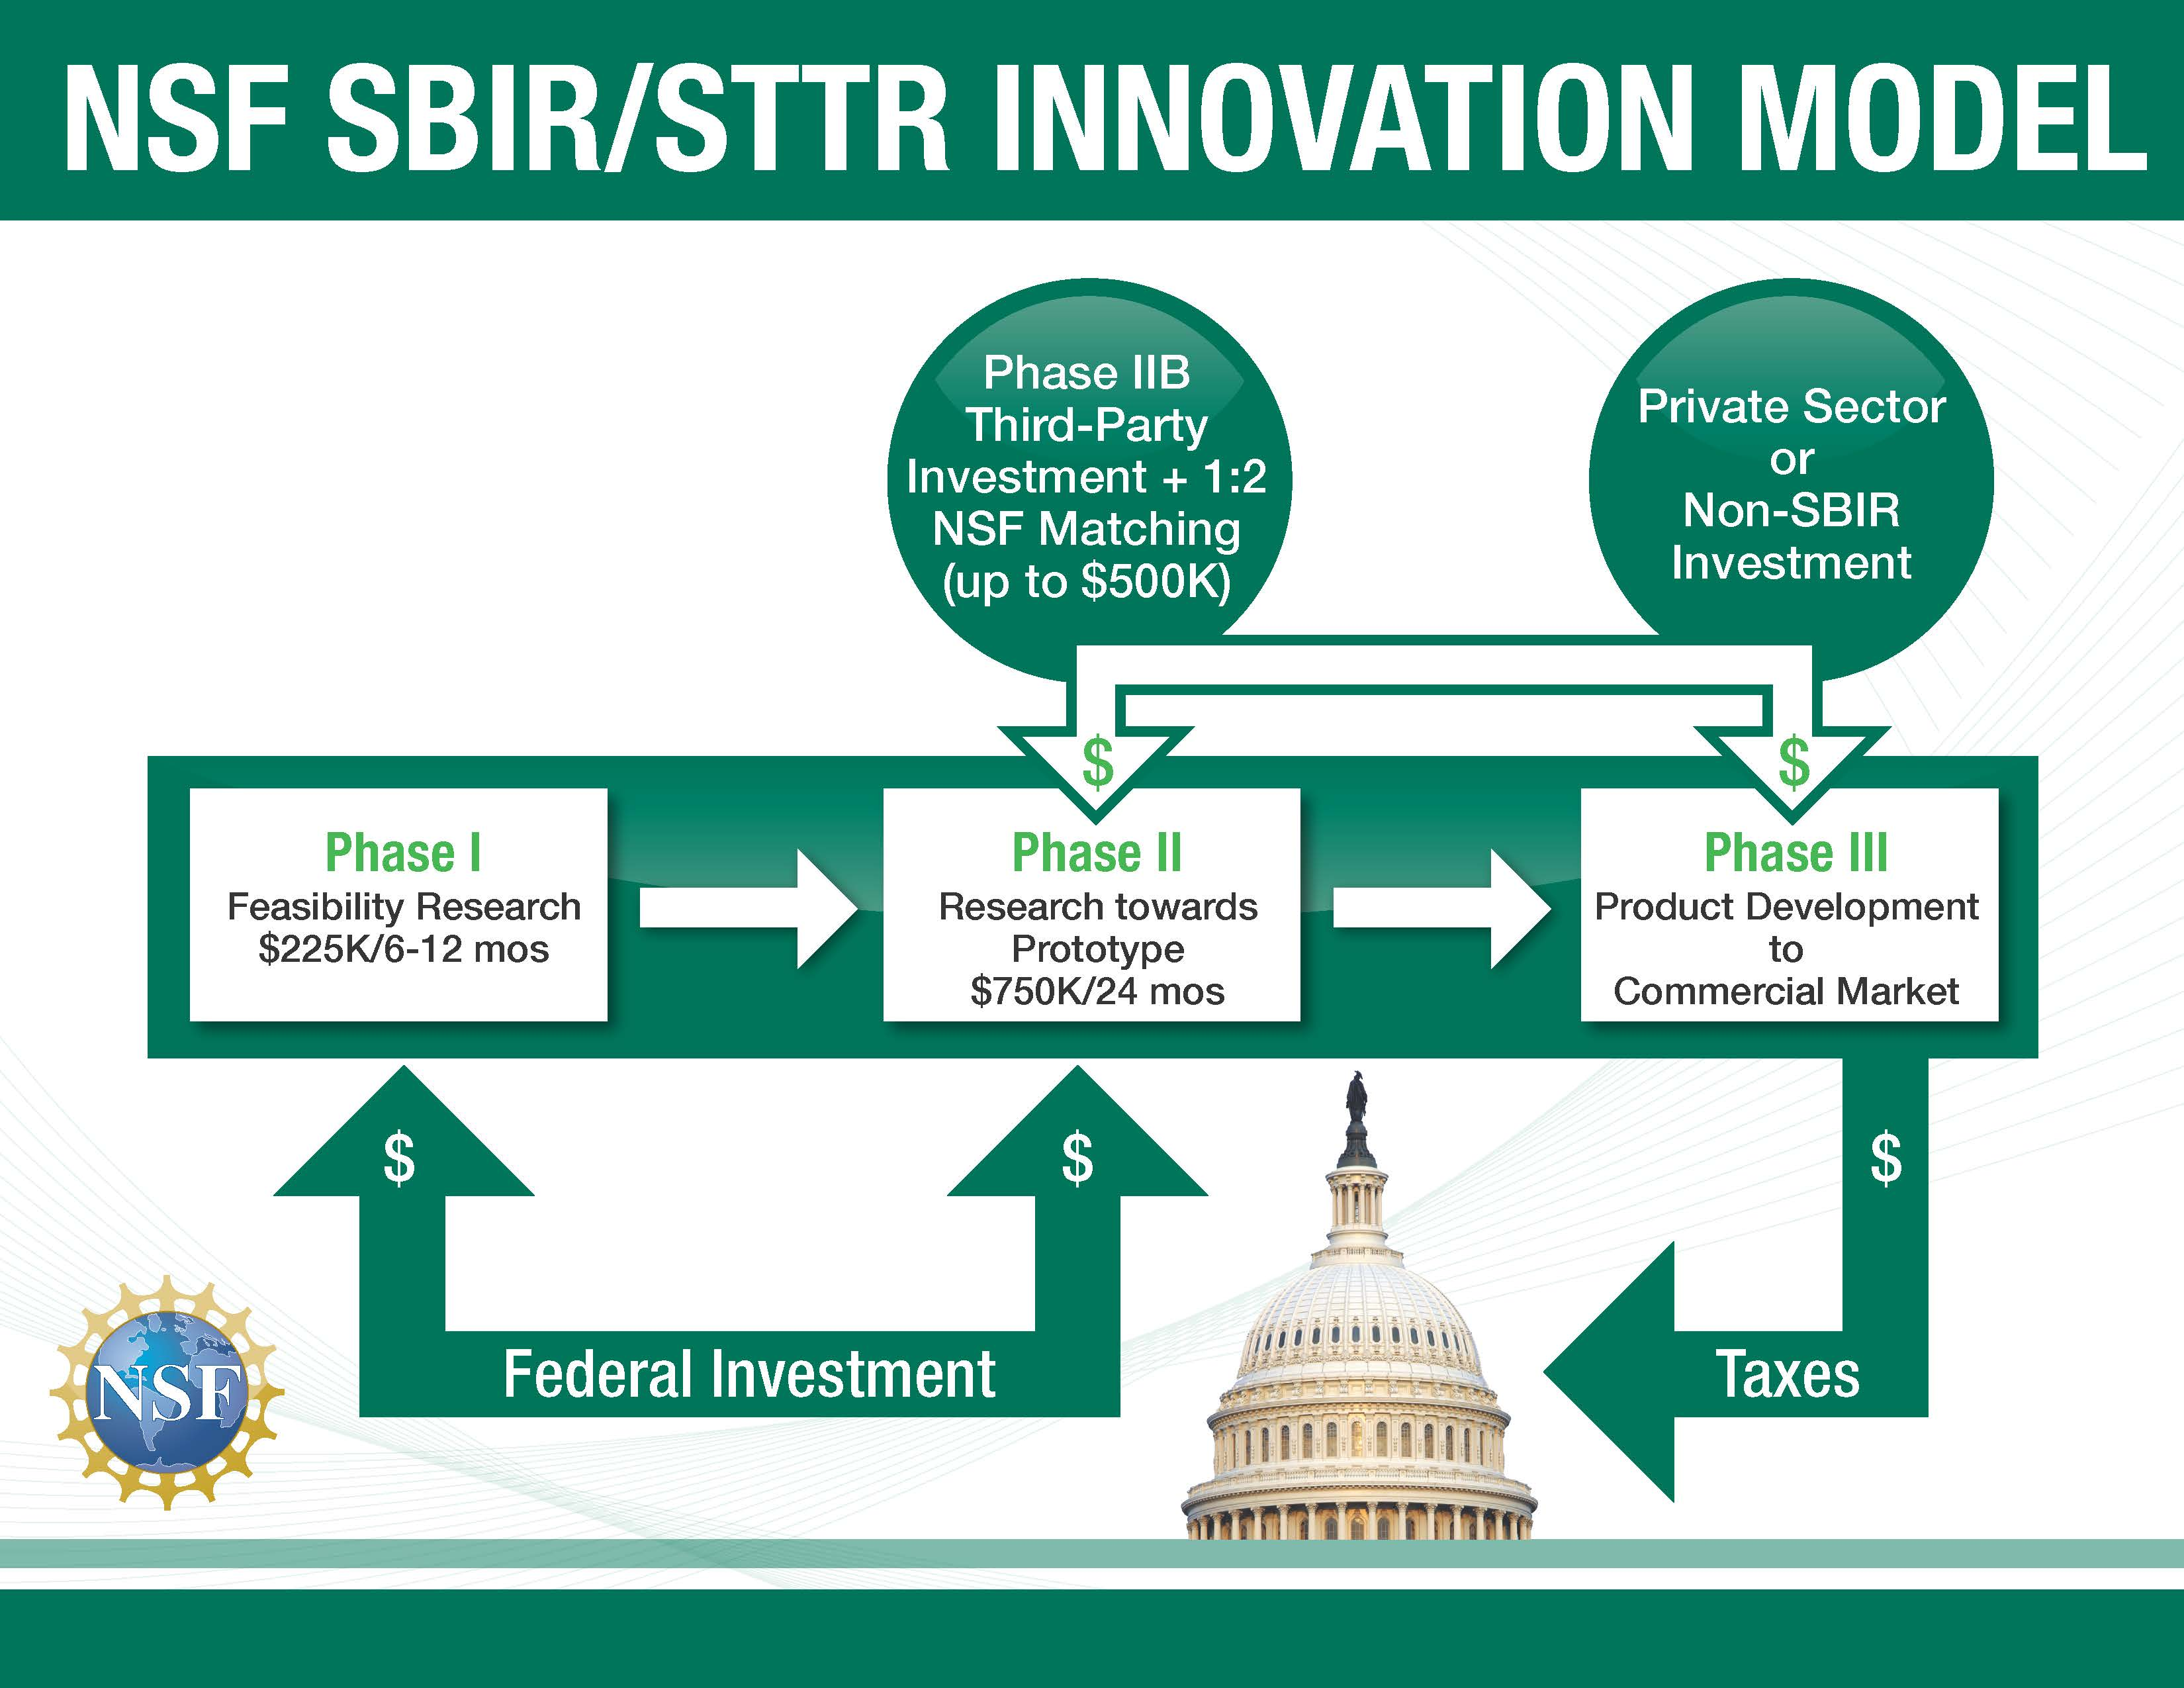 NSF SBIR/STTR INNOVATION MODEL
Phase IIB
Third-Party
Investment + 1:2
NSF Matching
(up to $500K)
Private Sector
or
Non-SBIR
Investment
$
$
Phase I
Feasibility Research
$225K/6-12 mos
Phase II
Research towards
Prototype
$750K/24 mos
Phase III
Product Development
to
Commercial Market
$
$
$
Federal Investment
Taxes
NSF